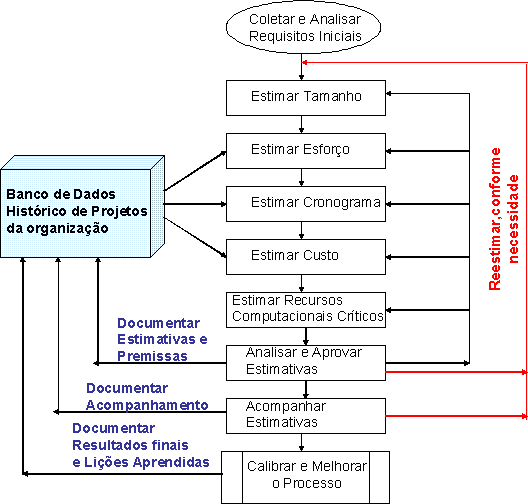 Coletar e Analisar
Requisitos Iniciais
Estimar Tamanho
Estimar Esforço
Estimar Cronograma
Estimar Custo
Estimar Recursos
Computacionais Críticos
Analisar e Aprovar
Estimativas
Acompanhar
Estimativas
Calibrar e Melhorar
o Processo
Banco de Dados
Histórico de Projetos
da organização
Documentar
Estimativas e
Premissas
Documentar
Acompanhamento
Documentar
Resultados finais
e Lições Aprendidas
Reestimar,conforme
necessidade